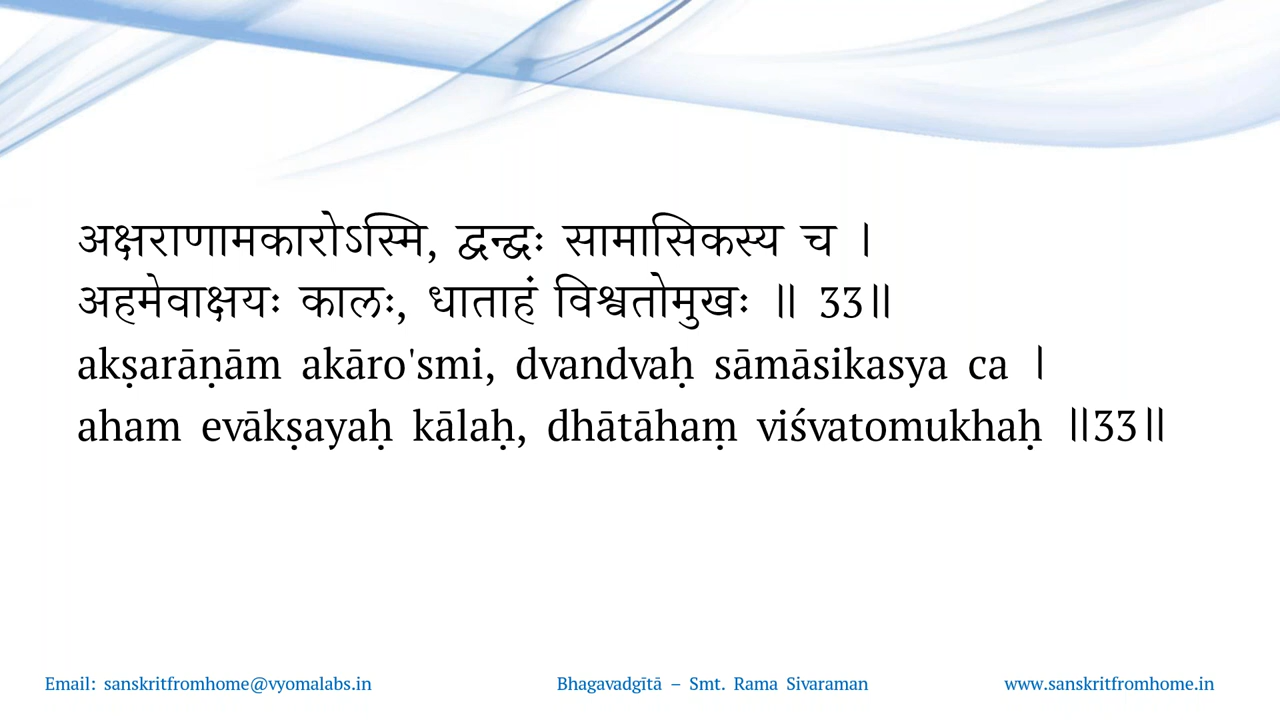 अक्षराणामकारोऽस्मि, द्वन्द्वः सामासिकस्य च ।
अहमेवाक्षयः कालः, धाताहं विश्वतोमुखः ॥ 33॥
akṣarāṇām akāro'smi, dvandvaḥ sāmāsikasya ca ।
aham evākṣayaḥ kālaḥ, dhātāhaṃ viśvatomukhaḥ ॥33॥
Email: sanskritfromhome@vyomalabs.in Bhagavadgītā – Smt. Rama Sivaraman www.sanskritfromhome.in